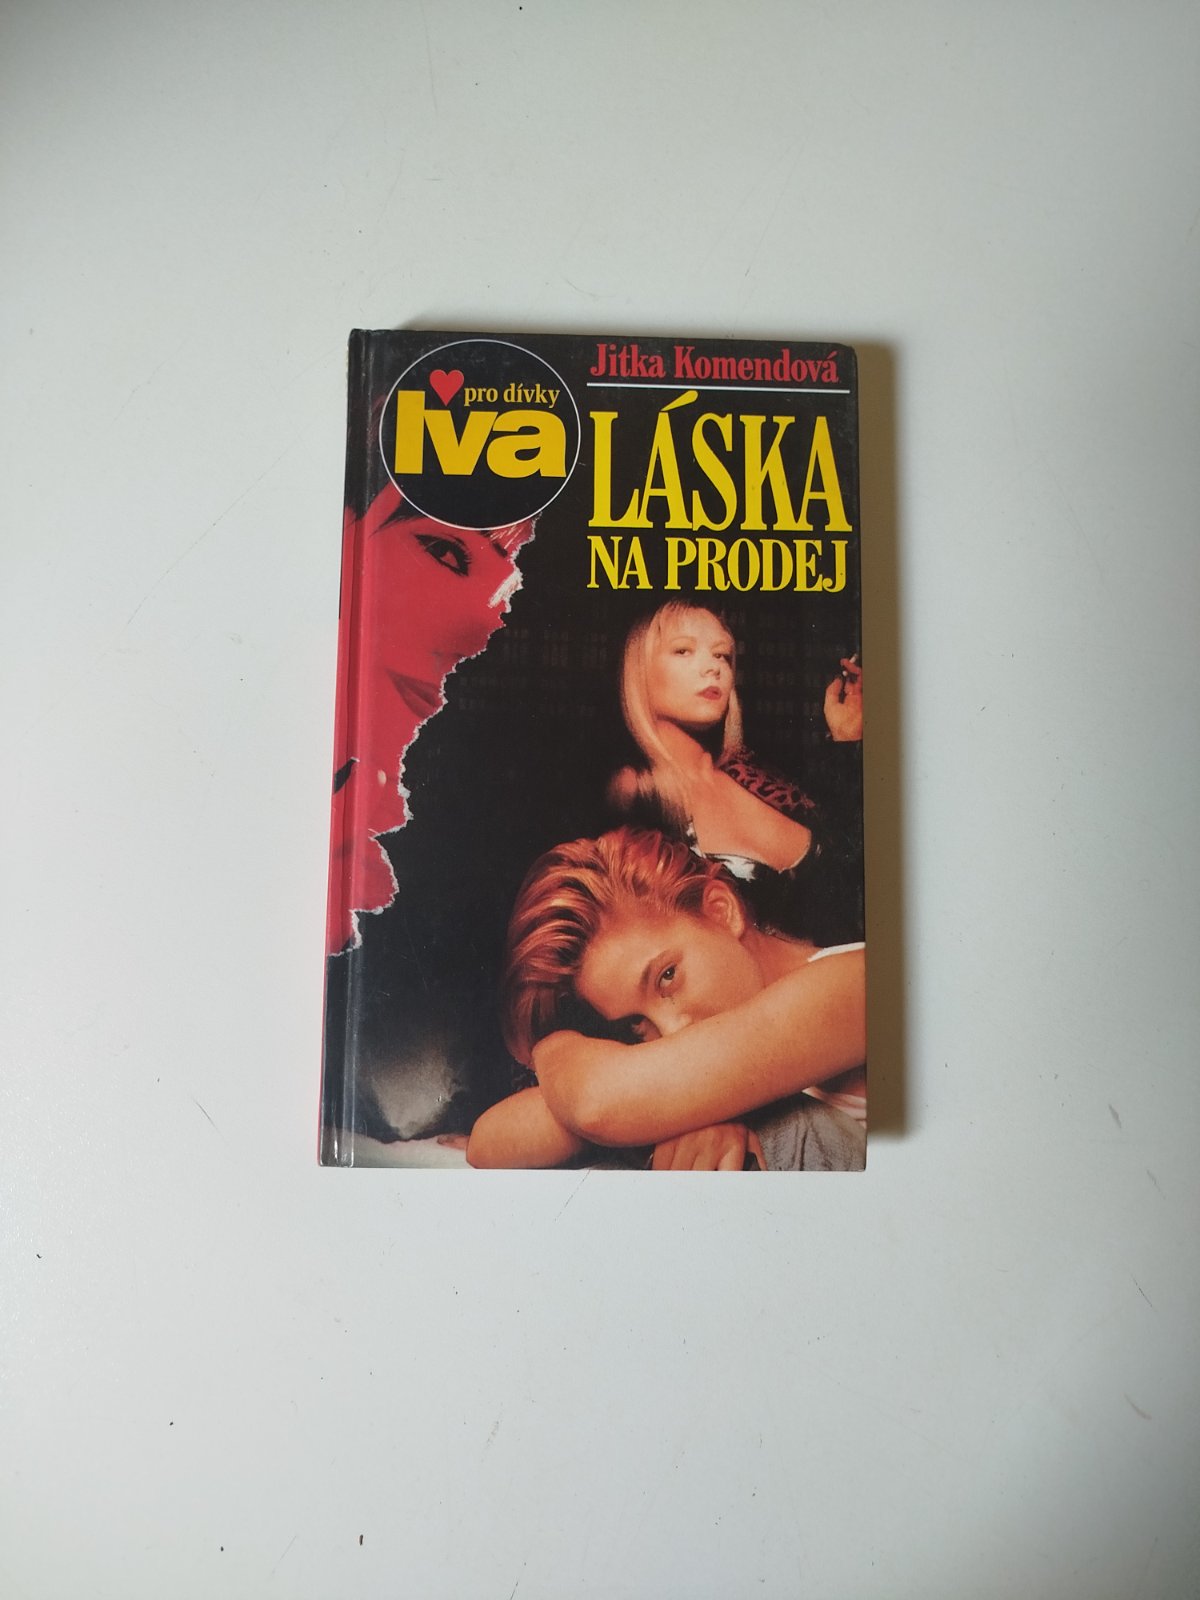 pro dívky
Iva
Jitka Komendová
LÁSKA
NA PRODEJ